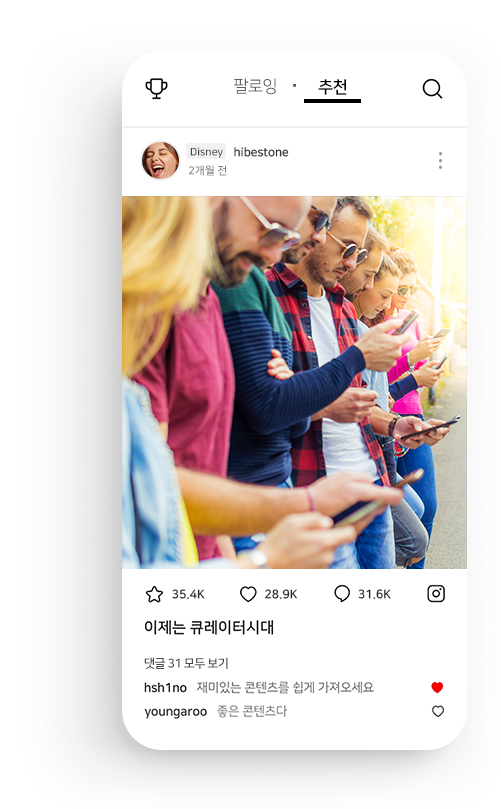 팔로잉 · 추천
Disney hibestone
2개월 전
35.4K 28.9K 31.6K
이제는 큐레이터시대
댓글 31 모두 보기
hsh1no 재미있는 콘텐츠를 쉽게 가져오세요
youngaroo 좋은 콘텐츠다